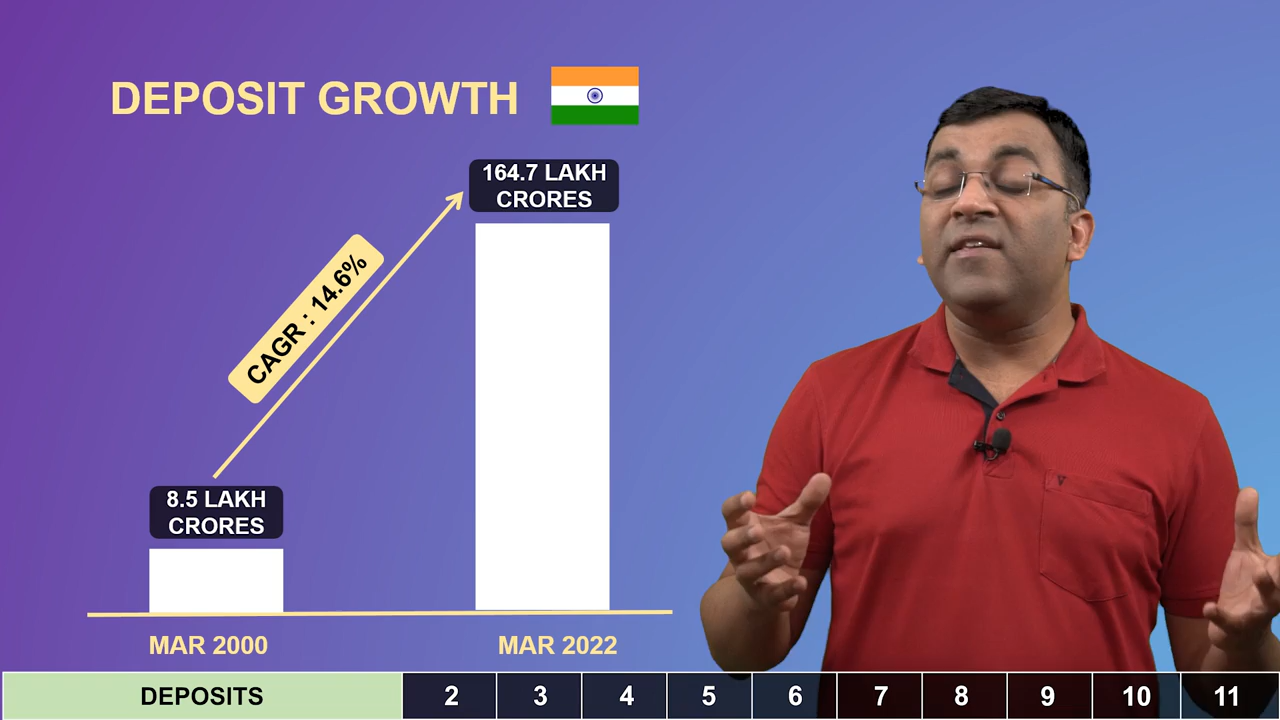 DEPOSIT GROWTH
164.7 LAKH
CRORES
CAGR : 14.6%
8.5 LAKH
CRORES
MAR 2000
MAR 2022
DEPOSITS 2 3 4 5 6 7 8 9 10 11